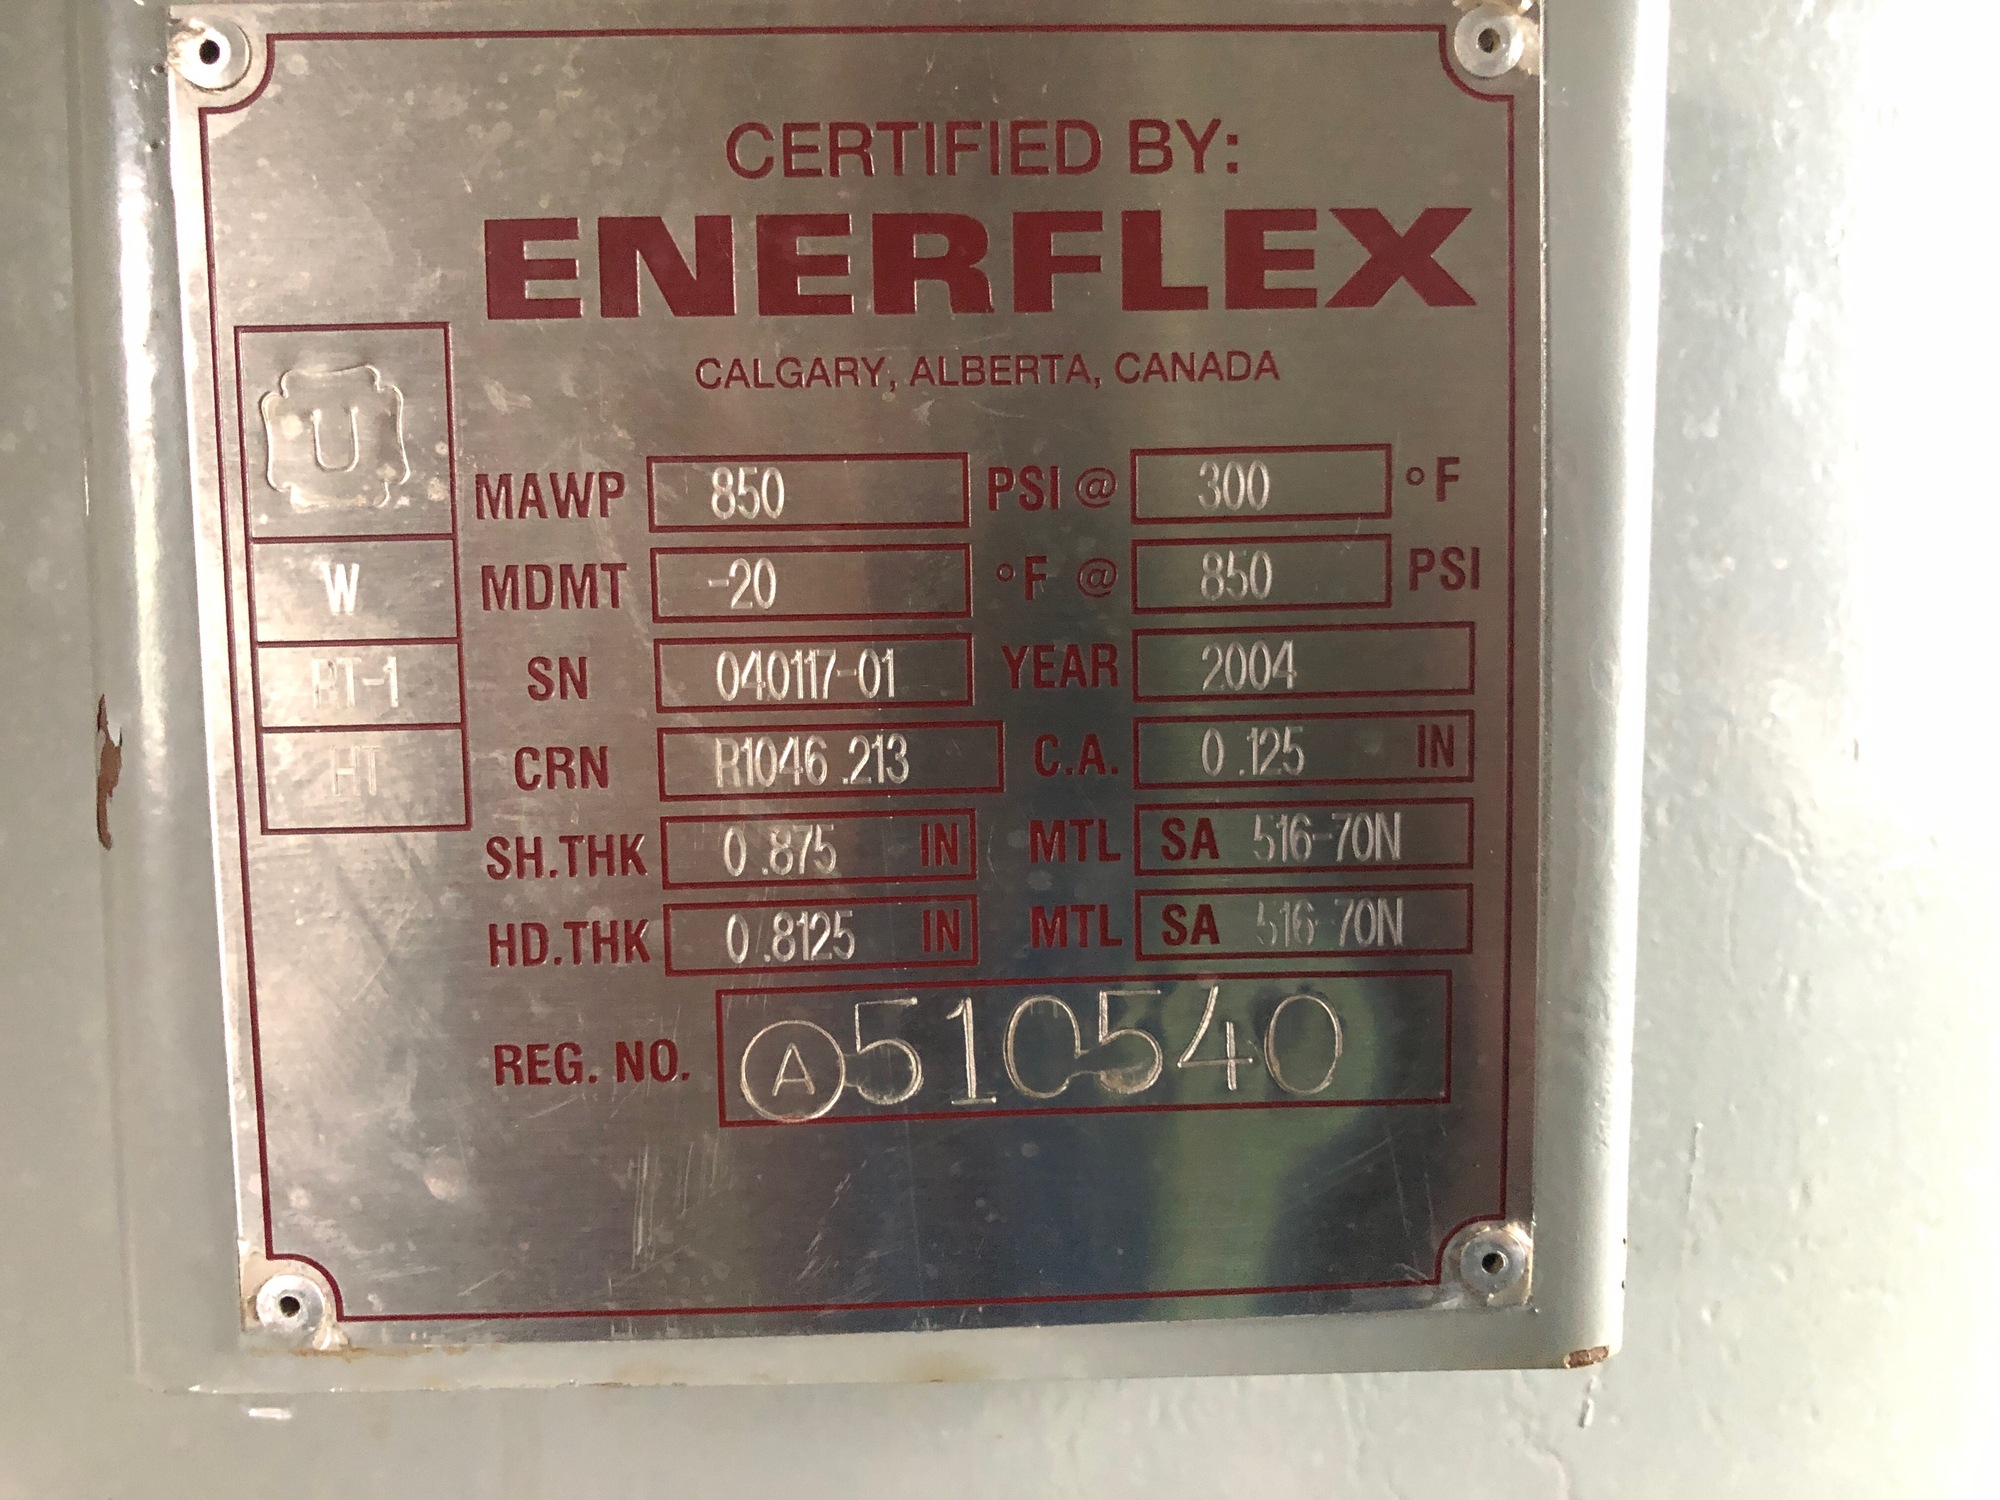 CERTIFIED BY:
ENERFLEX
CALGARY, ALBERTA, CANADA
U
W
RT-1
HT
MAWP 850 PSI @ 300 °F
MDMT -20 °F @ 850 PSI
SN 040117-01 YEAR 2004
CRN R1046.213 C.A. 0.125 IN
SH.THK 0.875 IN MTL SA 516-70N
HD.THK 0.8125 IN MTL SA 516-70N
REG. NO. A 510540